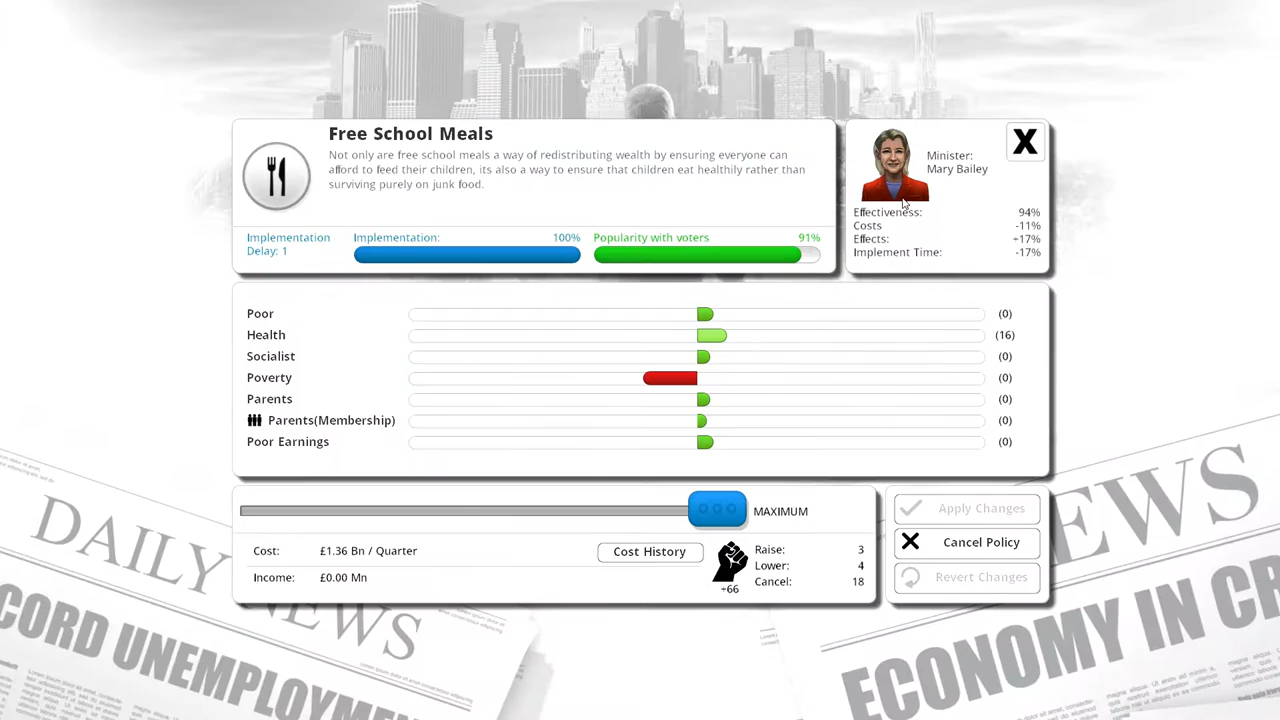 Free School Meals
Not only are free school meals a way of redistributing wealth by ensuring everyone can
afford to feed their children, its also a way to ensure that children eat healthily rather than
surviving purely on junk food.
Implementation
Delay: 1
Implementation: 100%
Popularity with voters 91%
X
Minister:
Mary Bailey
Effectiveness: 94%
Costs -11%
Effects: +17%
Implement Time: -17%
Poor (0)
Health (16)
Socialist (0)
Poverty (0)
Parents (0)
Parents(Membership) (0)
Poor Earnings (0)
MAXIMUM
Cost: £1.36 Bn / Quarter
Income: £0.00 Mn
Cost History
+66
Raise: 3
Lower: 4
Cancel: 18
Apply Changes
Cancel Policy
Revert Changes
DAILY NEWS
CORD UNEMPLOYM
EWS
ECONOMY IN CR